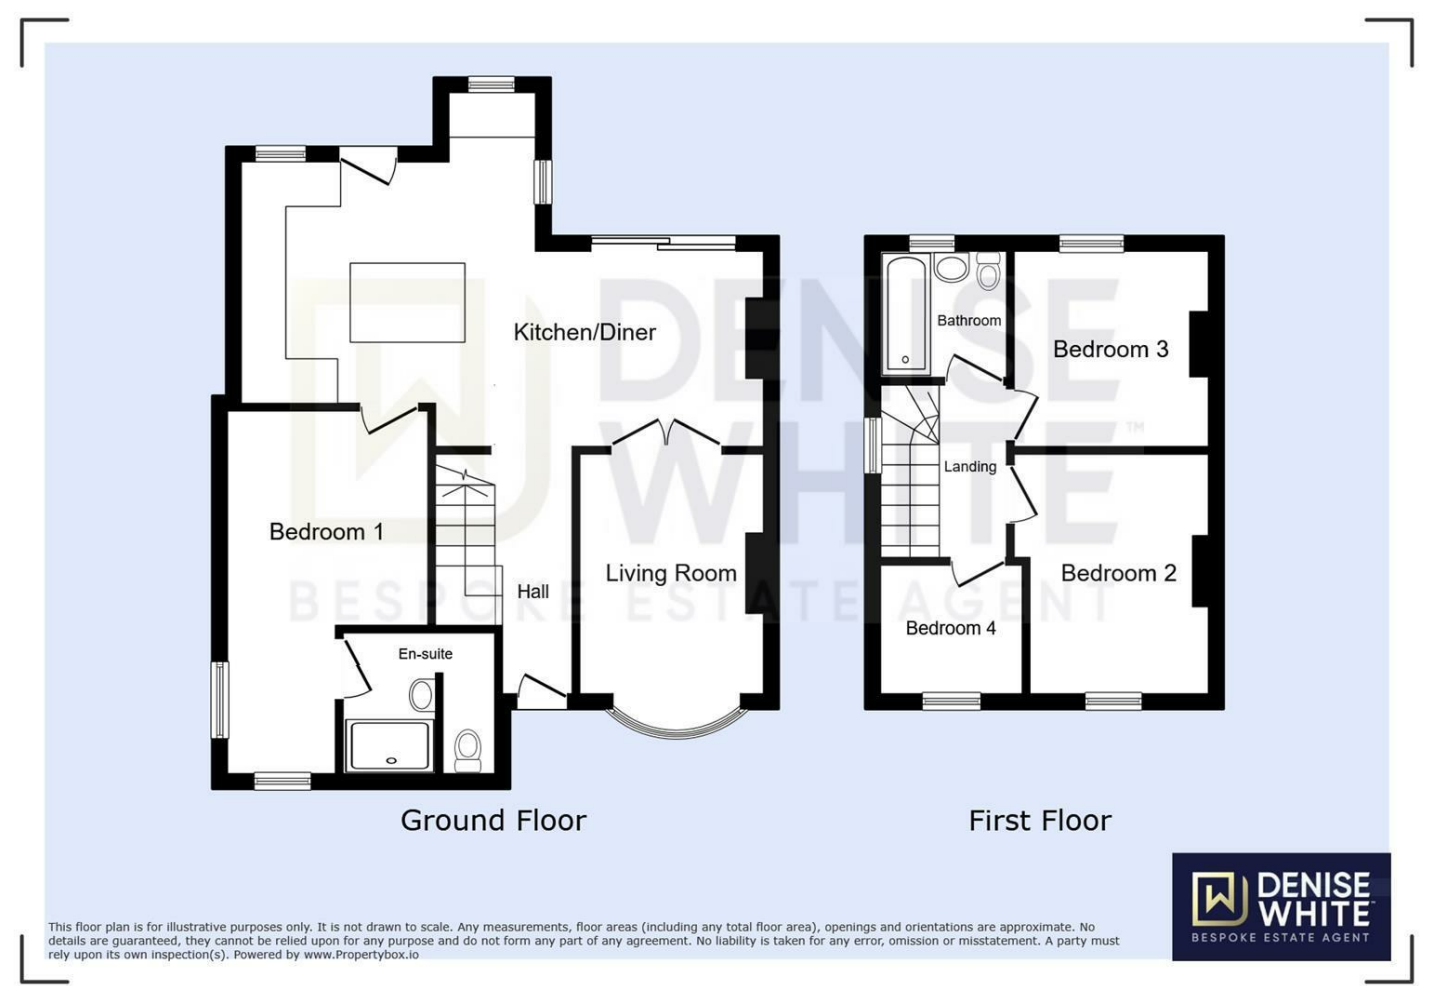 Kitchen/Diner
Bedroom 1
Living Room
Hall
En-suite
Ground Floor
Bathroom
Bedroom 3
Landing
Bedroom 2
Bedroom 4
First Floor
DENISE
WHITE™
BESPOKE ESTATE AGENT
This floor plan is for illustrative purposes only. It is not drawn to scale. Any measurements, floor areas (including any total floor area), openings and orientations are approximate. No
details are guaranteed, they cannot be relied upon for any purpose and do not form any part of any agreement. No liability is taken for any error, omission or misstatement. A party must
rely upon its own inspection(s). Powered by www.Propertybox.io
DENISE
WHITE™
BESPOKE ESTATE AGENT